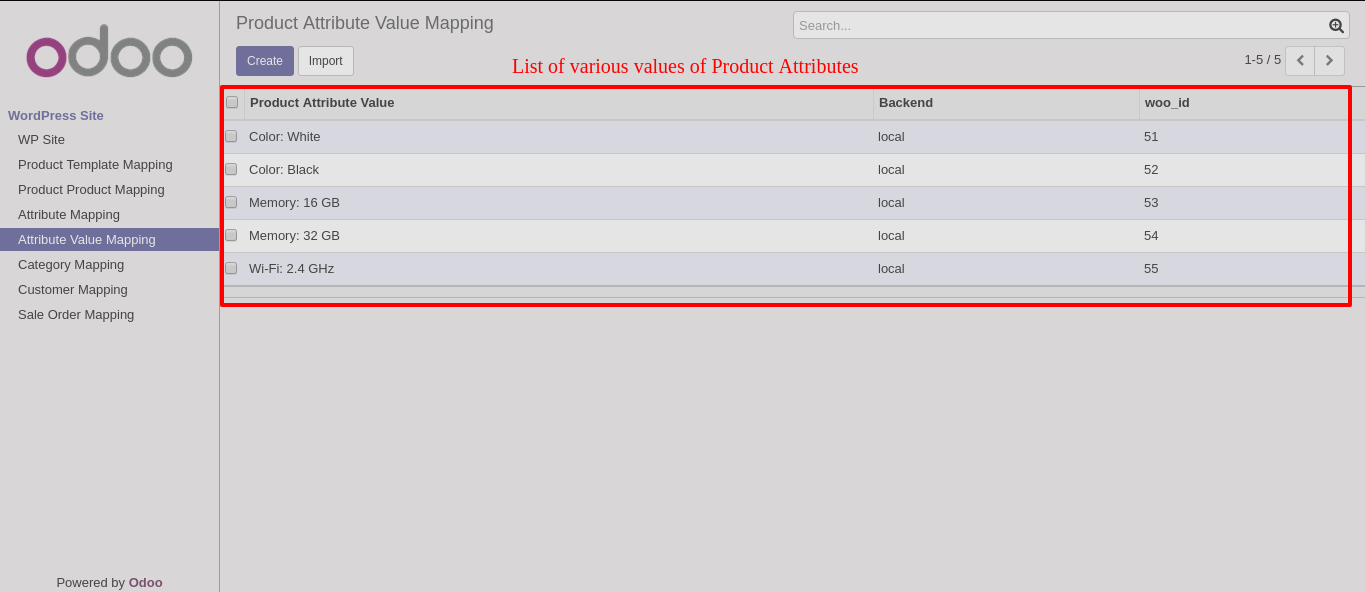 odoo
WordPress Site
WP Site
Product Template Mapping
Product Product Mapping
Attribute Mapping
Attribute Value Mapping
Category Mapping
Customer Mapping
Sale Order Mapping
Powered by Odoo
Product Attribute Value Mapping
Search...
Create Import
List of various values of Product Attributes
1-5 / 5
Product Attribute Value Backend woo_id
Color: White local 51
Color: Black local 52
Memory: 16 GB local 53
Memory: 32 GB local 54
Wi-Fi: 2.4 GHz local 55